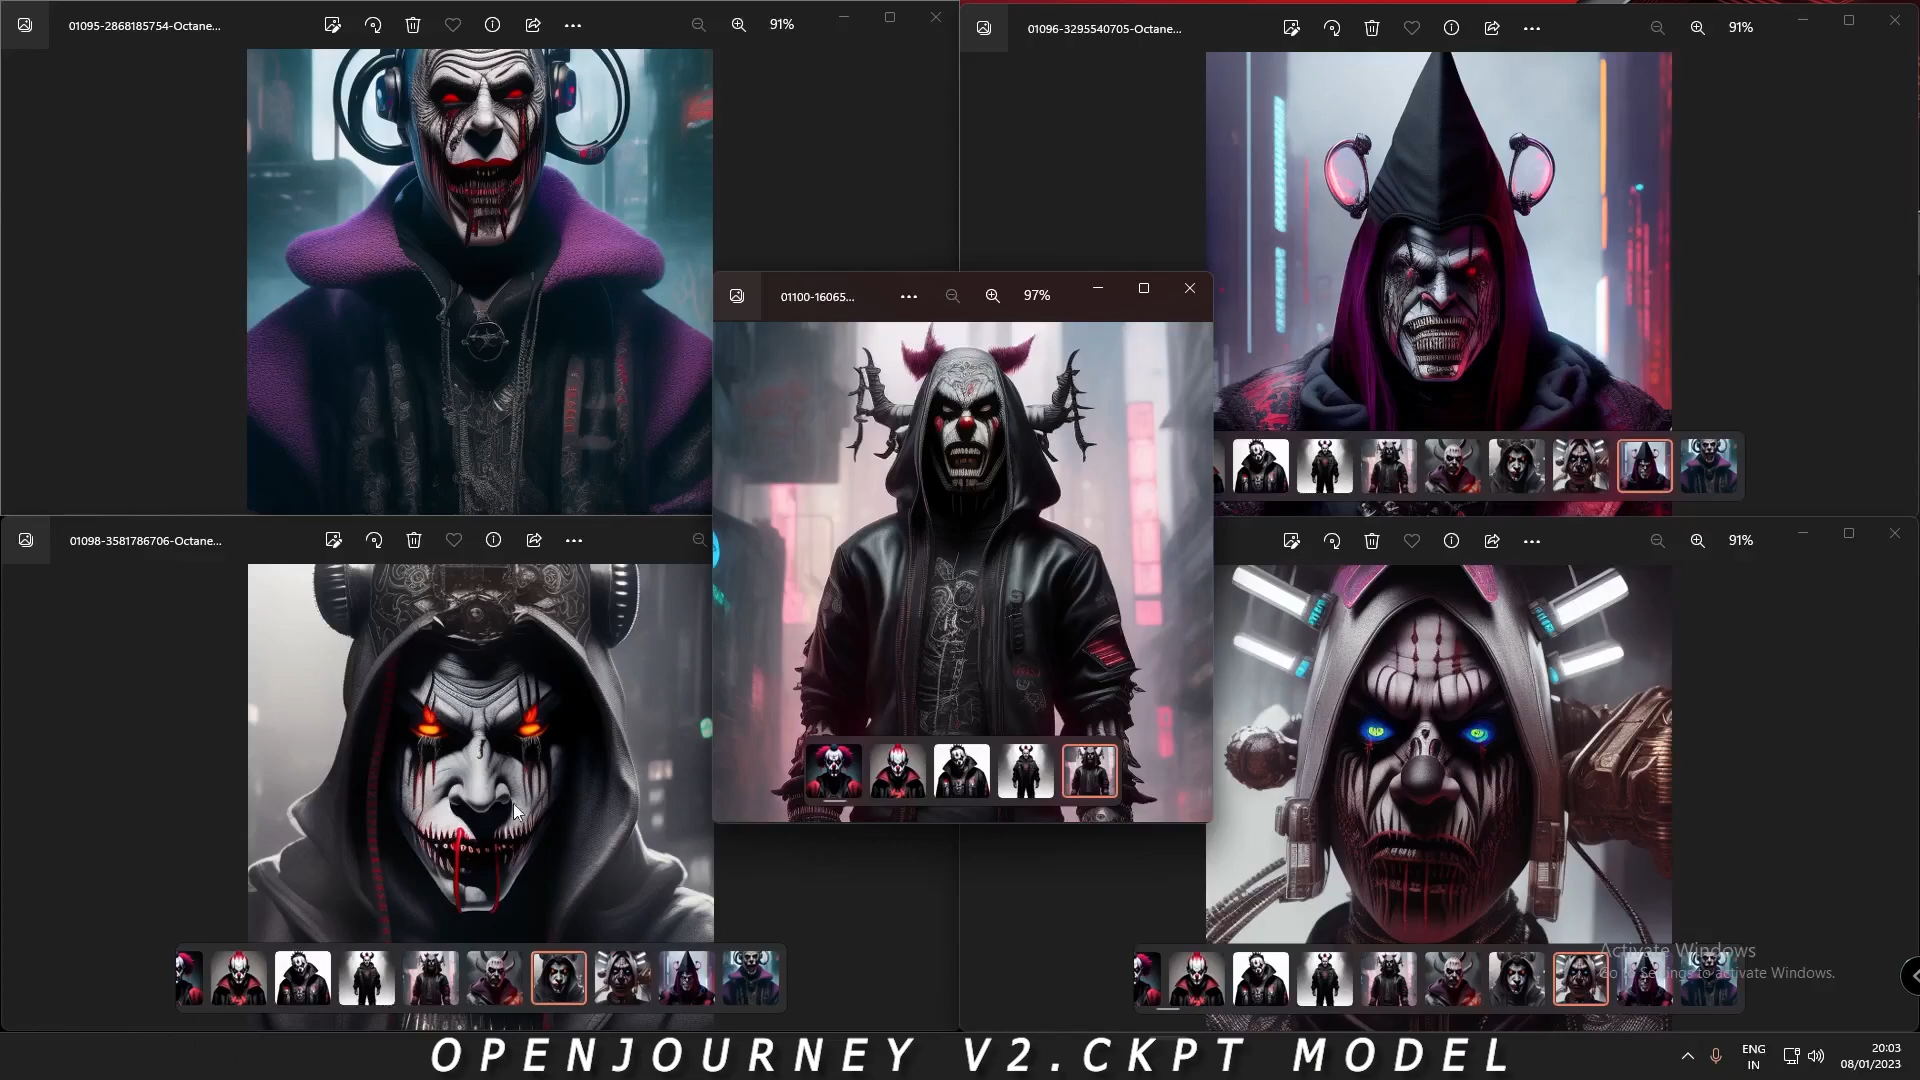 01095-2868185754-Octane...
91%
01096-3295540705-Octane...
91%
01100-16065...
97%
01098-3581786706-Octane...
91%
Activate Windows
Go to Settings to activate Windows.
OPENJOURNEY V2.CKPT MODEL
ENG
IN
20:03
08/01/2023